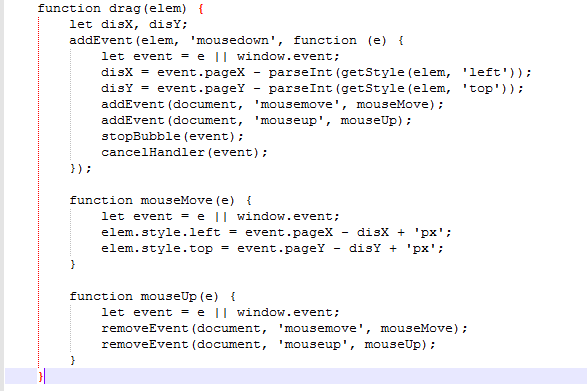 function drag(elem) {
    let disX, disY;
    addEvent(elem, 'mousedown', function (e) {
        let event = e || window.event;
        disX = event.pageX - parseInt(getStyle(elem, 'left'));
        disY = event.pageY - parseInt(getStyle(elem, 'top'));
        addEvent(document, 'mousemove', mouseMove);
        addEvent(document, 'mouseup', mouseUp);
        stopBubble(event);
        cancelHandler(event);
    });

    function mouseMove(e) {
        let event = e || window.event;
        elem.style.left = event.pageX - disX + 'px';
        elem.style.top = event.pageY - disY + 'px';
    }

    function mouseUp(e) {
        let event = e || window.event;
        removeEvent(document, 'mousemove', mouseMove);
        removeEvent(document, 'mouseup', mouseUp);
    }
}